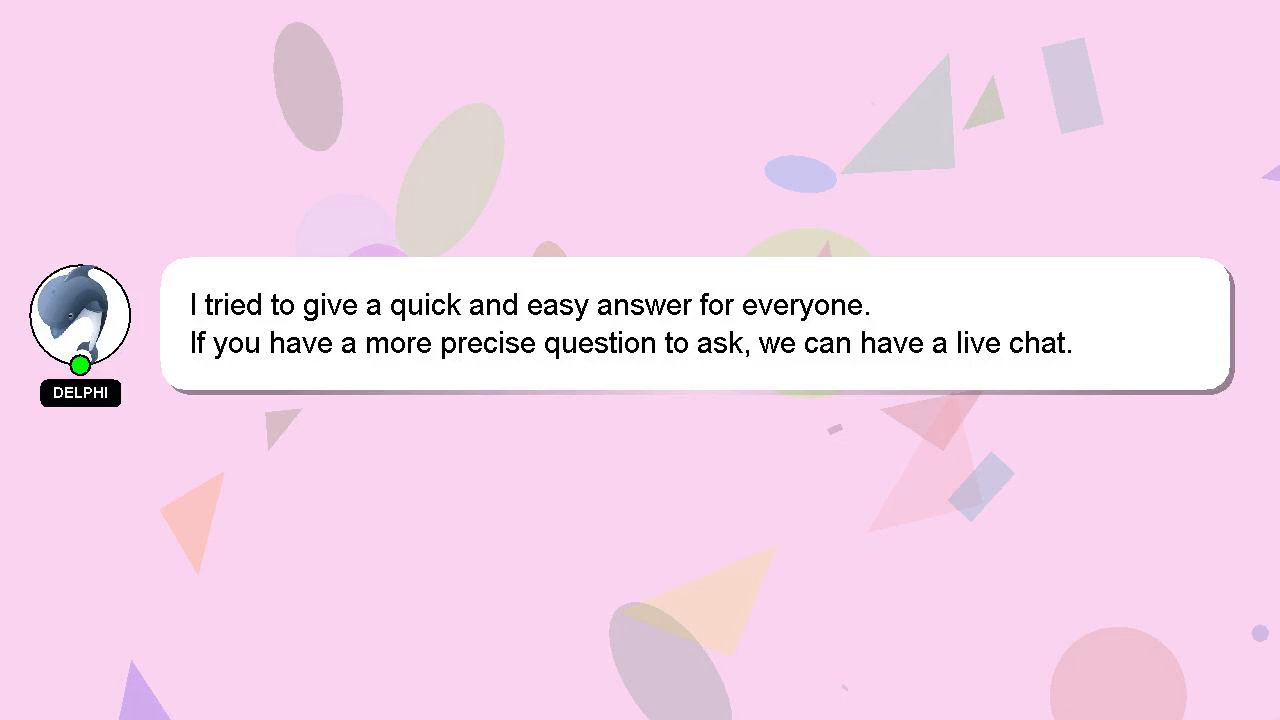 I tried to give a quick and easy answer for everyone.
If you have a more precise question to ask, we can have a live chat.
DELPHI